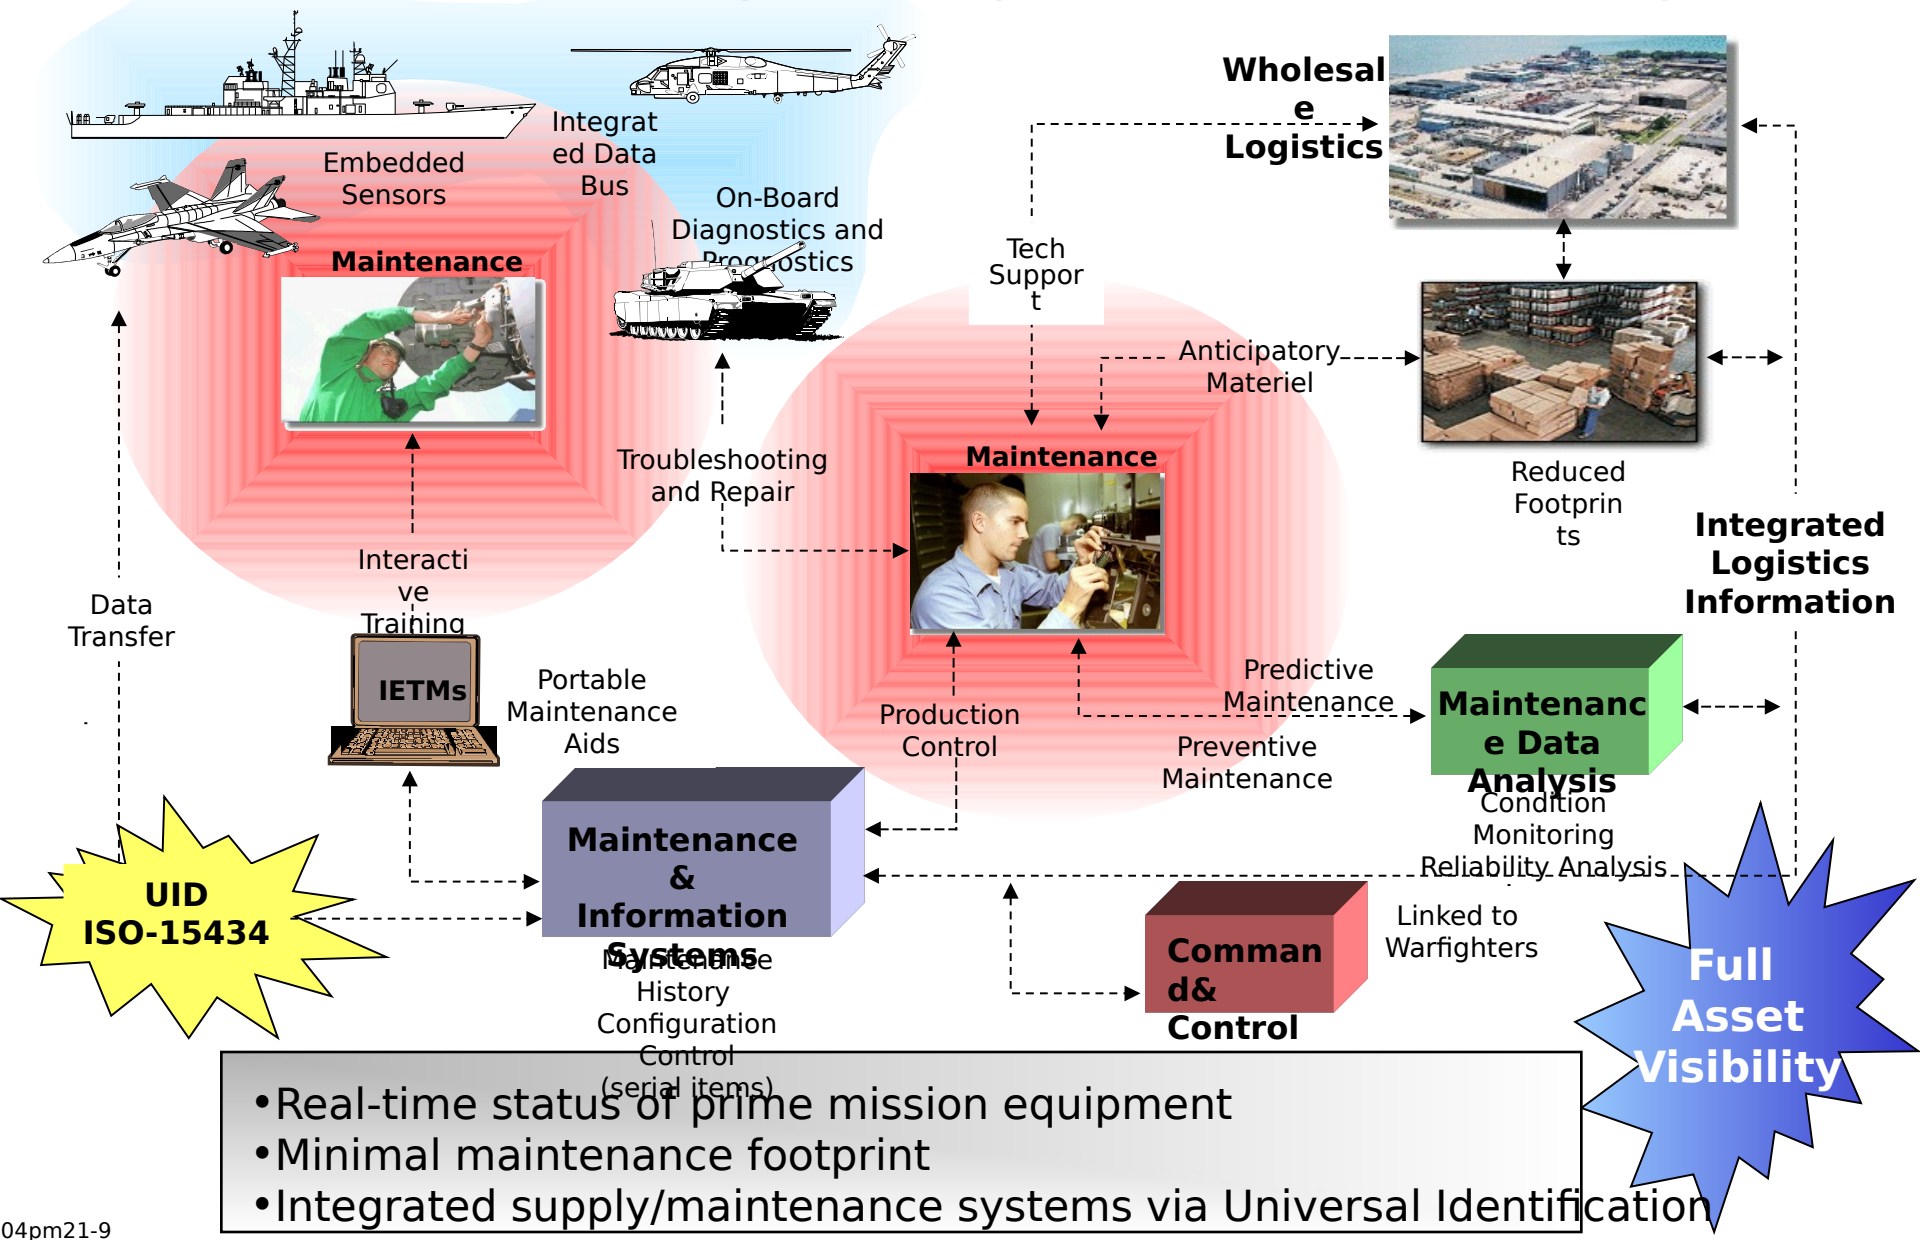 Wholesal
e
Logistics
Integrat
ed Data
Bus
Embedded
Sensors
On-Board
Diagnostics and
Prognostics
Maintenance
Tech
Suppor
t
Anticipatory
Materiel
Troubleshooting
and Repair
Maintenance
Reduced
Footprin
ts
Integrated
Logistics
Information
Interacti
ve
Training
Data
Transfer
IETMs
Portable
Maintenance
Aids
Production
Control
Predictive
Maintenance
Preventive
Maintenance
Maintenanc
e Data
Analysis
Condition
Monitoring
Reliability Analysis
Maintenance
&
Information
Systems
Maintenance
History
Configuration
Control
(serial items)
UID
ISO-15434
Comman
d&
Control
Linked to
Warfighters
Full
Asset
Visibility
•Real-time status of prime mission equipment
•Minimal maintenance footprint
•Integrated supply/maintenance systems via Universal Identification
04pm21-9